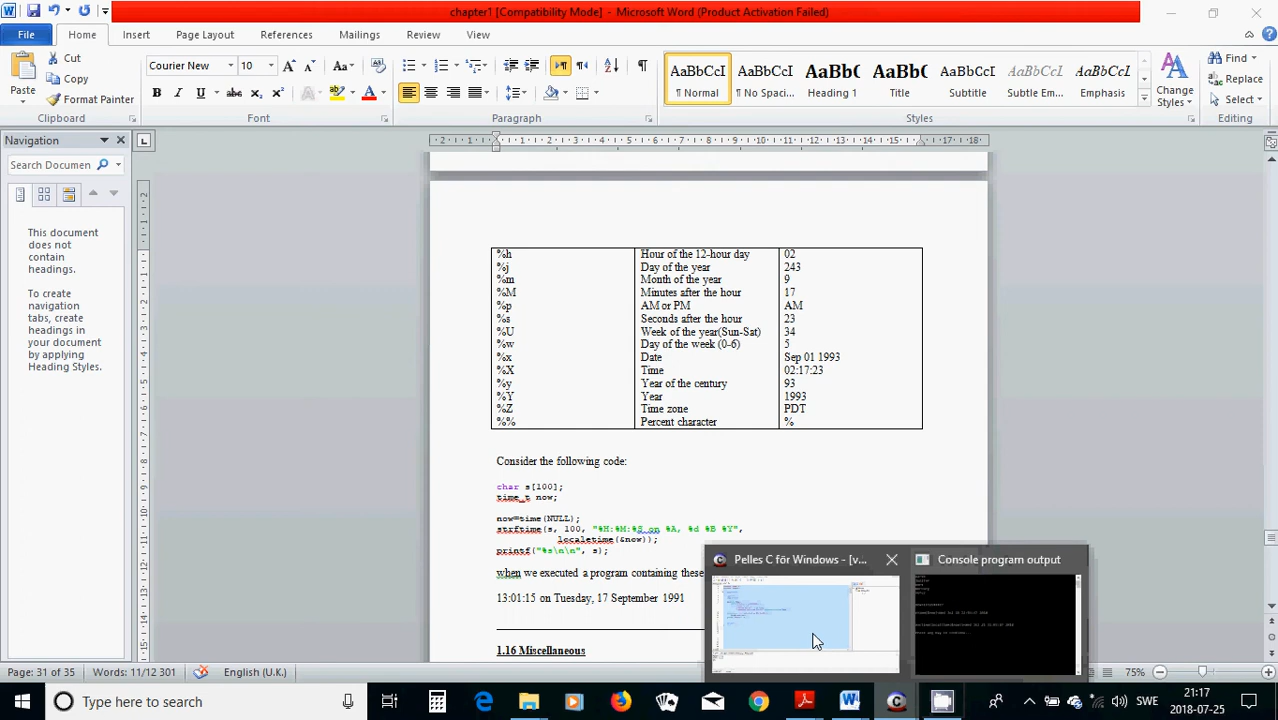 chapter1 [Compatibility Mode] - Microsoft Word (Product Activation Failed)
File Home Insert Page Layout References Mailings Review View
Paste Cut Copy Format Painter
Clipboard
Courier New 10
Font
Paragraph
AaBbCcI AaBbCcI AaBbC AaBbC AaBbCcI AaBbCcI AaBbCcI
¶ Normal ¶ No Spaci... Heading 1 Title Subtitle Subtle Em... Emphasis
Change Styles
Styles
Find
Replace
Select
Editing
Navigation
Search Documen
This document does not contain headings.
To create navigation tabs, create headings in your document by applying Heading Styles.
%h Hour of the 12-hour day 02
%j Day of the year 243
%m Month of the year 9
%M Minutes after the hour 17
%p AM or PM AM
%s Seconds after the hour 23
%U Week of the year(Sun-Sat) 34
%w Day of the week (0-6) 5
%x Date Sep 01 1993
%X Time 02:17:23
%y Year of the century 93
%Y Year 1993
%Z Time zone PDT
%% Percent character %
Consider the following code:
char s[100];
time_t now;
now=time(NULL);
strftime(s, 100, "%H:%M:%S on %A, %d %B %Y",
localetime(&now));
printf("%s\n\n", s);
when we executed a program containing these
13:01:15 on Tuesday, 17 September 1991
1.16 Miscellaneous
Pelles C för Windows - [v...
Console program output
of 35 Words: 11/12 301 English (U.K.) 75%
Type here to search
SWE
21:17
2018-07-25